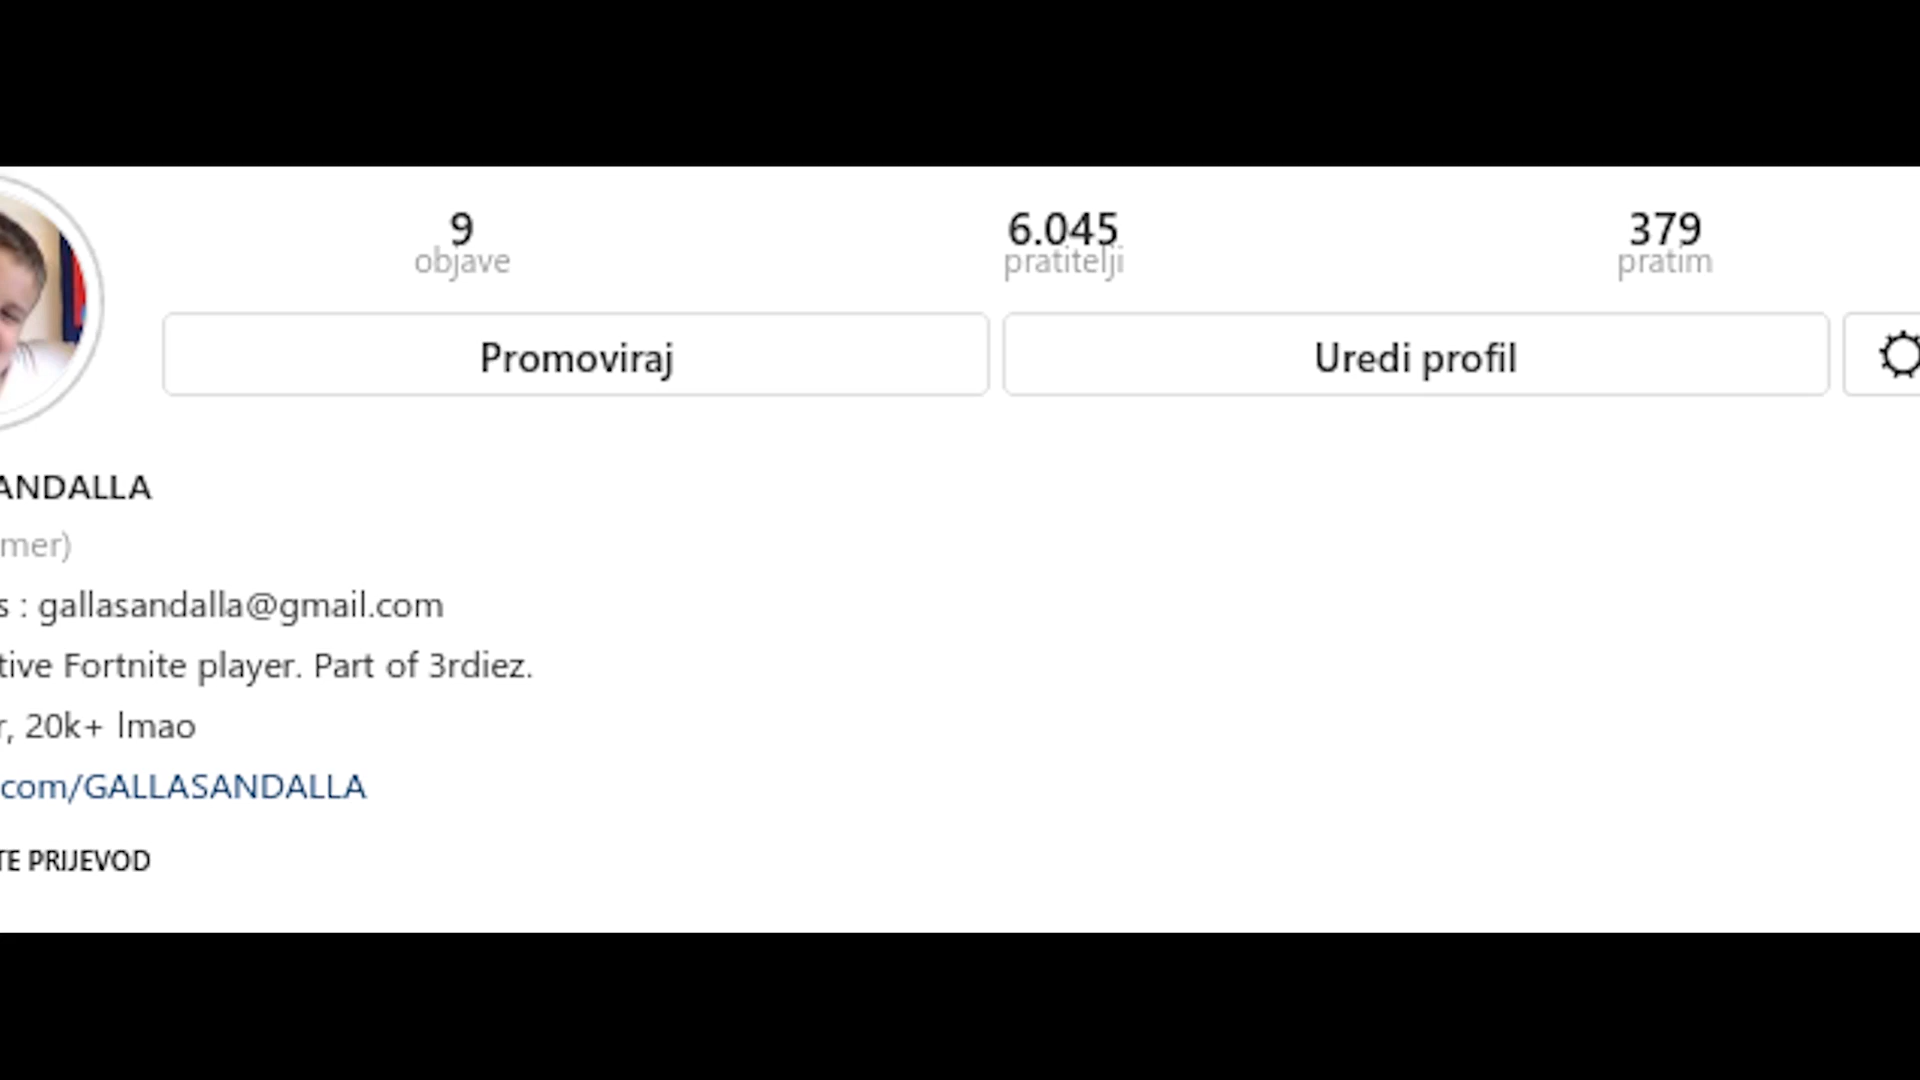 9 6.045 379
objave pratitelji pratim
Promoviraj Uredi profil
ANDALLA
mer)
s : gallasandalla@gmail.com
tive Fortnite player. Part of 3rdiez.
r, 20k+ lmao
com/GALLASANDALLA
TE PRIJEVOD